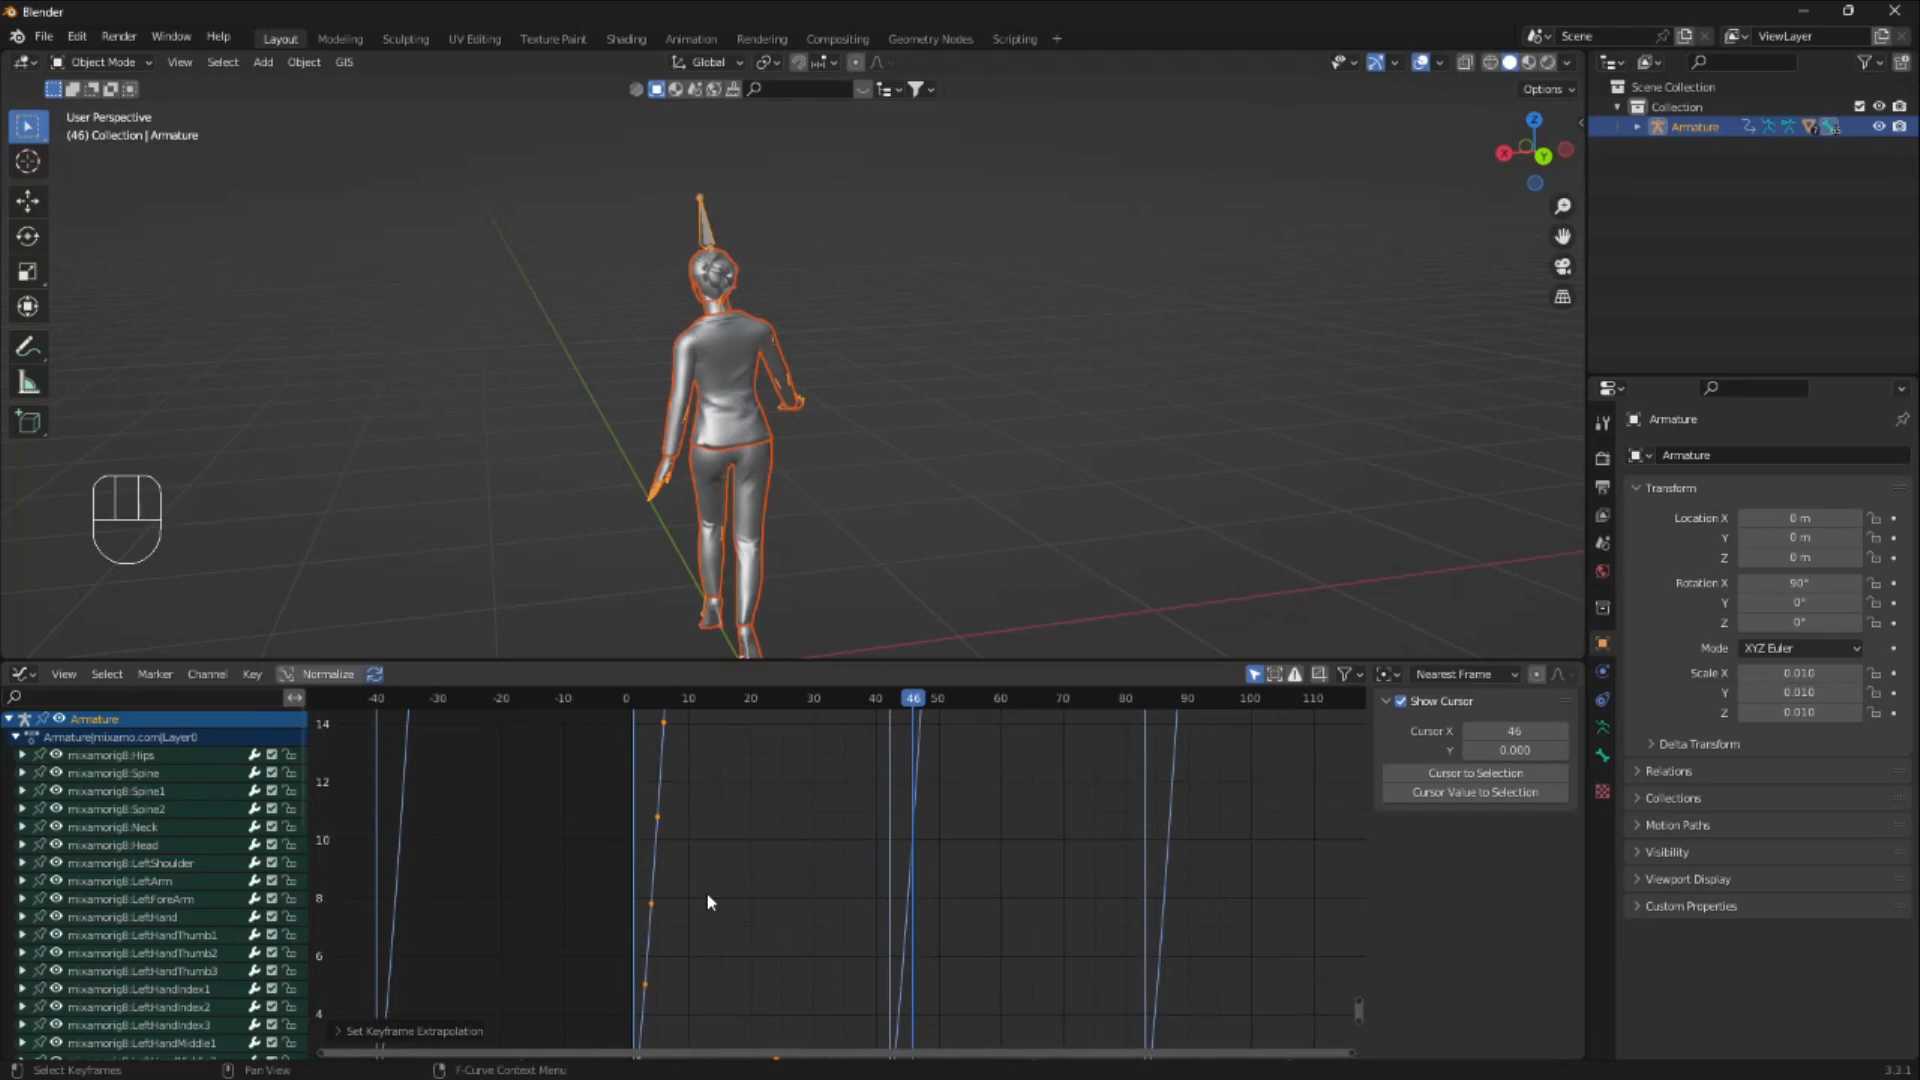 Blender
File Edit Render Window Help Layout Modeling Sculpting UV Editing Texture Paint Shading Animation Rendering Compositing Geometry Nodes Scripting + Scene ViewLayer
Object Mode View Select Add Object GIS Global
Options
User Perspective
(46) Collection | Armature
Z
X
Y
Scene Collection
Collection
Armature
Armature
Armature
Transform
Location X 0 m
Y 0 m
Z 0 m
Rotation X 90°
Y 0°
Z 0°
Mode XYZ Euler
Scale X 0.010
Y 0.010
Z 0.010
Delta Transform
Relations
Collections
Motion Paths
Visibility
Viewport Display
Custom Properties
View Select Marker Channel Key Normalize Nearest Frame
-40 -30 -20 -10 0 10 20 30 40 46 50 60 70 80 90 100 110
Show Cursor
Cursor X 46
Y 0.000
Cursor to Selection
Cursor Value to Selection
14
12
10
8
6
4
Armature
Armature|mixamo.com|Layer0
mixamorig8:Hips
mixamorig8:Spine
mixamorig8:Spine1
mixamorig8:Spine2
mixamorig8:Neck
mixamorig8:Head
mixamorig8:LeftShoulder
mixamorig8:LeftArm
mixamorig8:LeftForeArm
mixamorig8:LeftHand
mixamorig8:LeftHandThumb1
mixamorig8:LeftHandThumb2
mixamorig8:LeftHandThumb3
mixamorig8:LeftHandIndex1
mixamorig8:LeftHandIndex2
mixamorig8:LeftHandIndex3
mixamorig8:LeftHandMiddle1
Set Keyframe Extrapolation
Select Keyframes Pan View F-Curve Context Menu 3.3.1